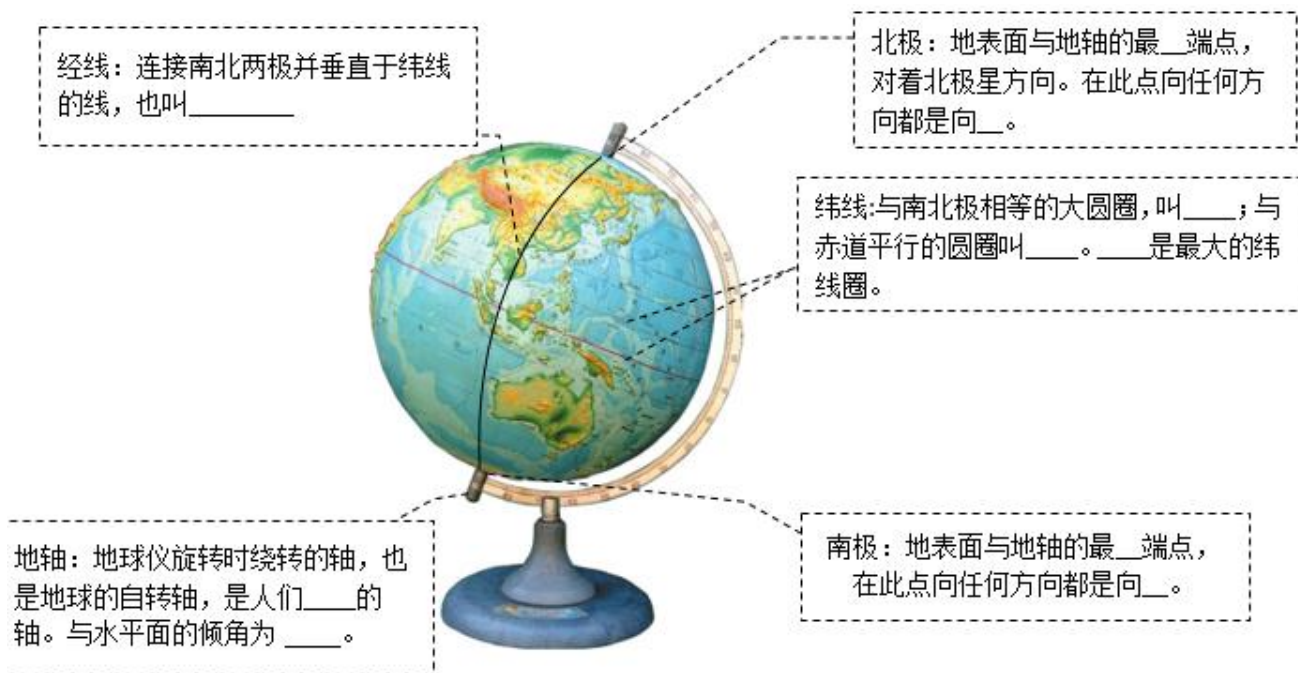 经线：连接南北两极并垂直于纬线
的线，也叫________
北极：地表面与地轴的最__端点，
对着北极星方向。在此点向任何方
向都是向__。
纬线:与南北极相等的大圆圈,叫____；与
赤道平行的圆圈叫____。____是最大的纬
线圈。
地轴：地球仪旋转时绕转的轴，也
是地球的自转轴，是人们____的
轴。与水平面的倾角为 ____。
南极：地表面与地轴的最__端点，
在此点向任何方向都是向__。